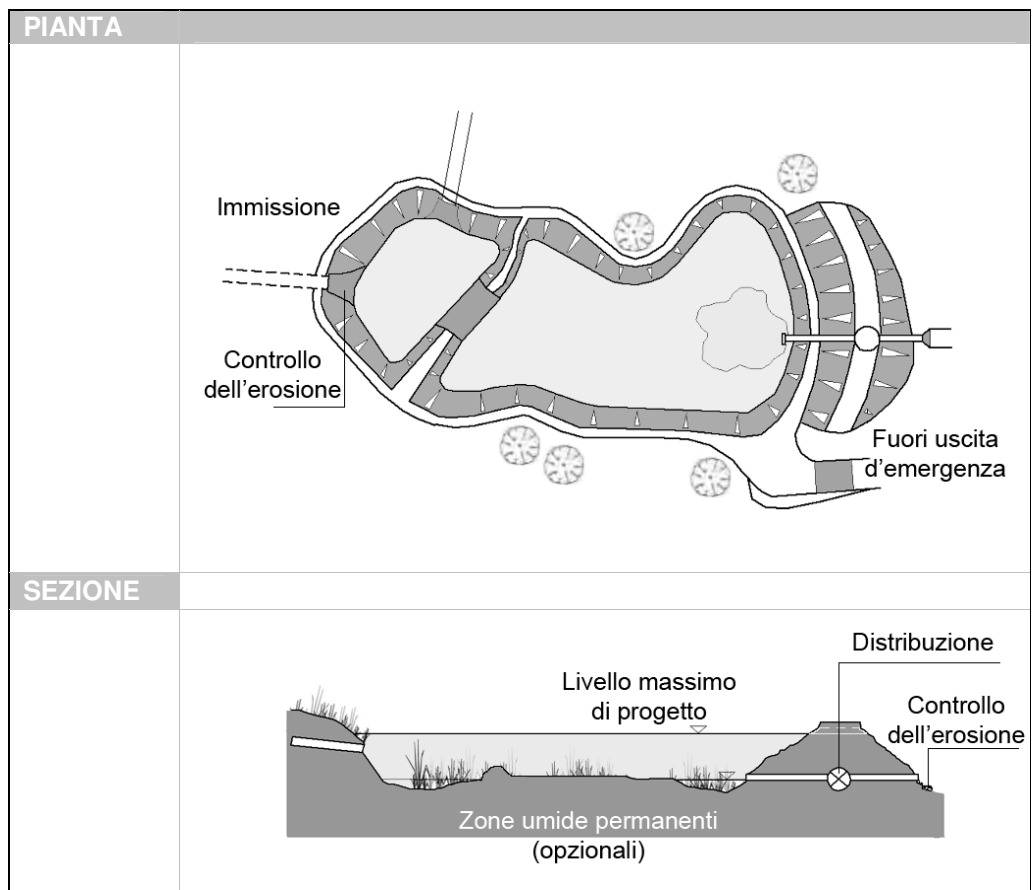 PIANTA
Immissione
Controllo
dell'erosione
Fuori uscita
d'emergenza
SEZIONE
Distribuzione
Livello massimo
di progetto
Controllo
dell'erosione
Zone umide permanenti
(opzionali)